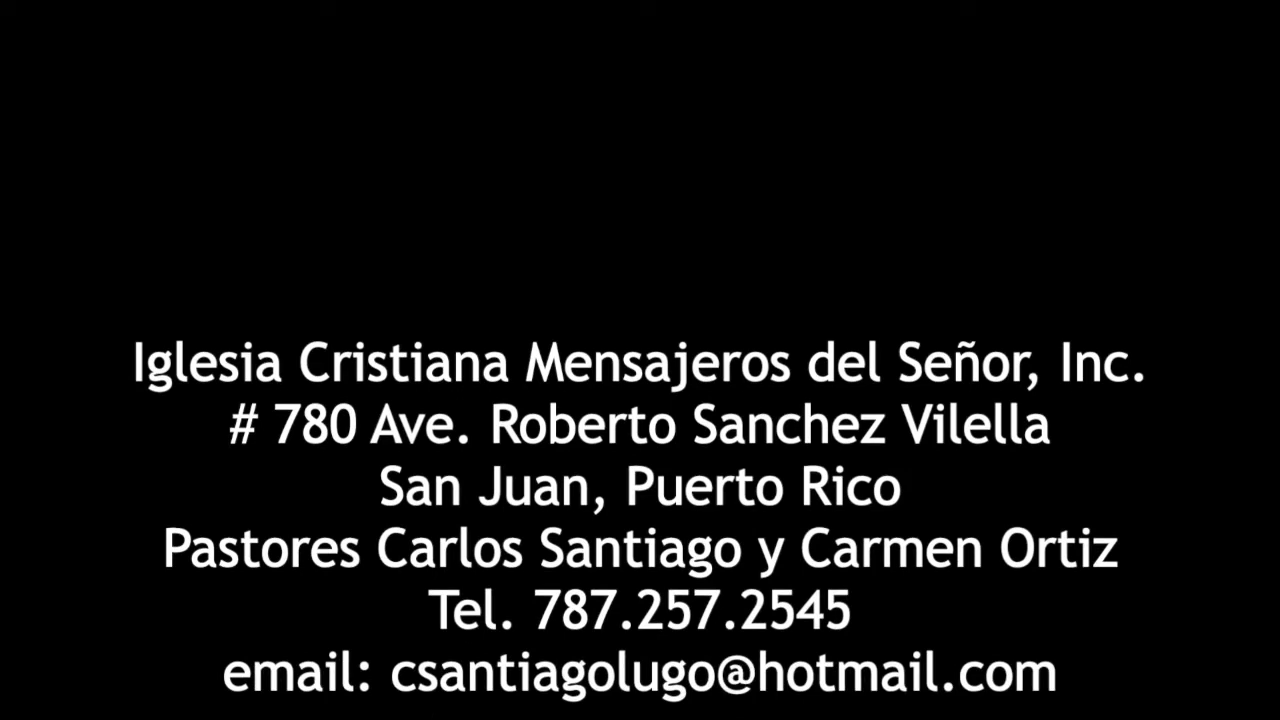 Iglesia Cristiana Mensajeros del Señor, Inc.
# 780 Ave. Roberto Sanchez Vilella
San Juan, Puerto Rico
Pastores Carlos Santiago y Carmen Ortiz
Tel. 787.257.2545
email: csantiagolugo@hotmail.com